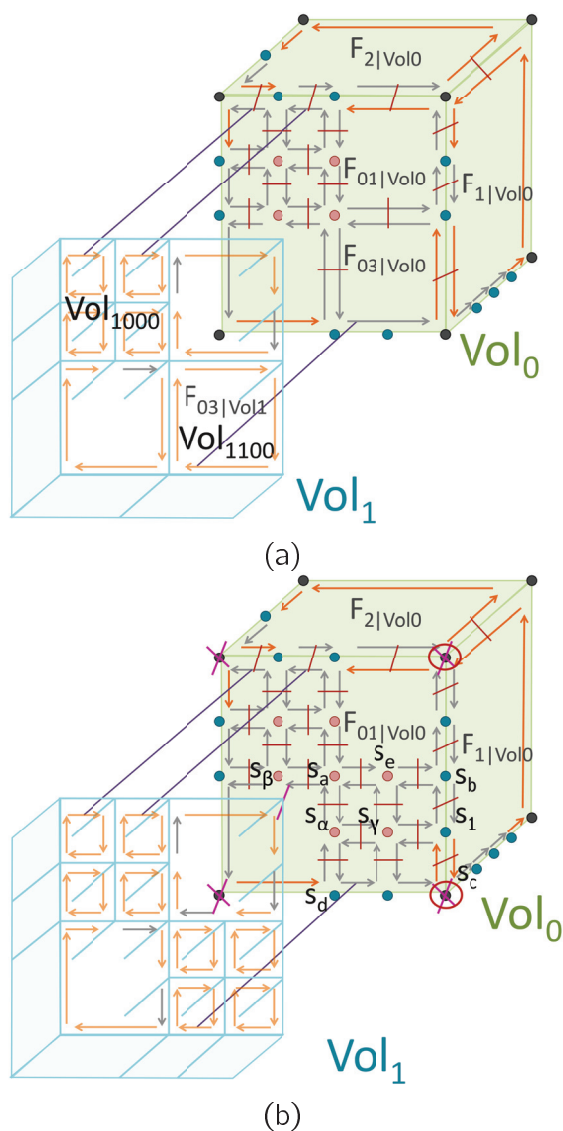 F2|Vol0
F01|Vol0
F1|Vol0
F03|Vol0
Vol1000
Vol0
F03|Vol1
Vol1100
Vol1
(a)
F2|Vol0
F01|Vol0
F1|Vol0
se
sβ sa sb
sα sγ s1
sc
sd
Vol0
Vol1
(b)